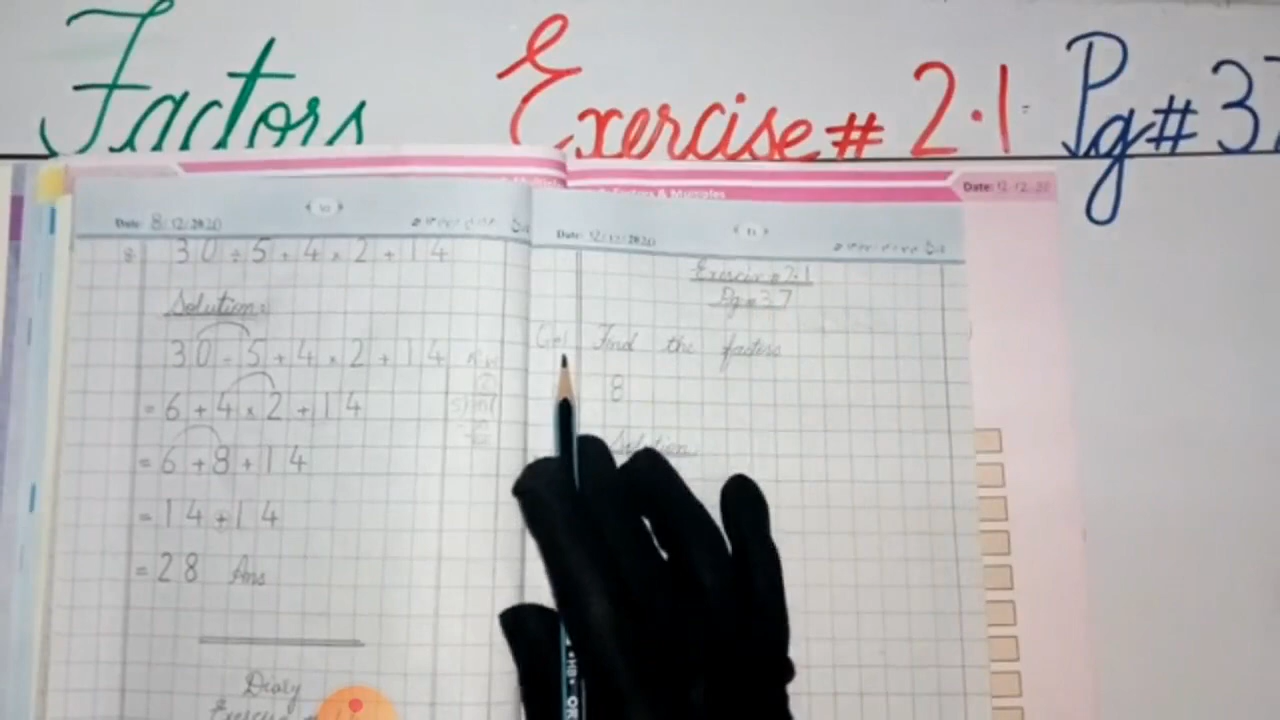 Factors Exercise # 2.1 Pg # 37
Factors & Multiples
Date: 12.12.20
Date: 8/12/2020
30 ÷ 5 + 4 × 2 + 14
Solution:
30 ÷ 5 + 4 × 2 + 14
= 6 + 4 × 2 + 14
= 6 + 8 + 14
= 14 + 14
= 28 Ans
Diary
Date: 12/12/2020
11
Exercise # 2.1
Pg # 37
Find the factors
8
Solution